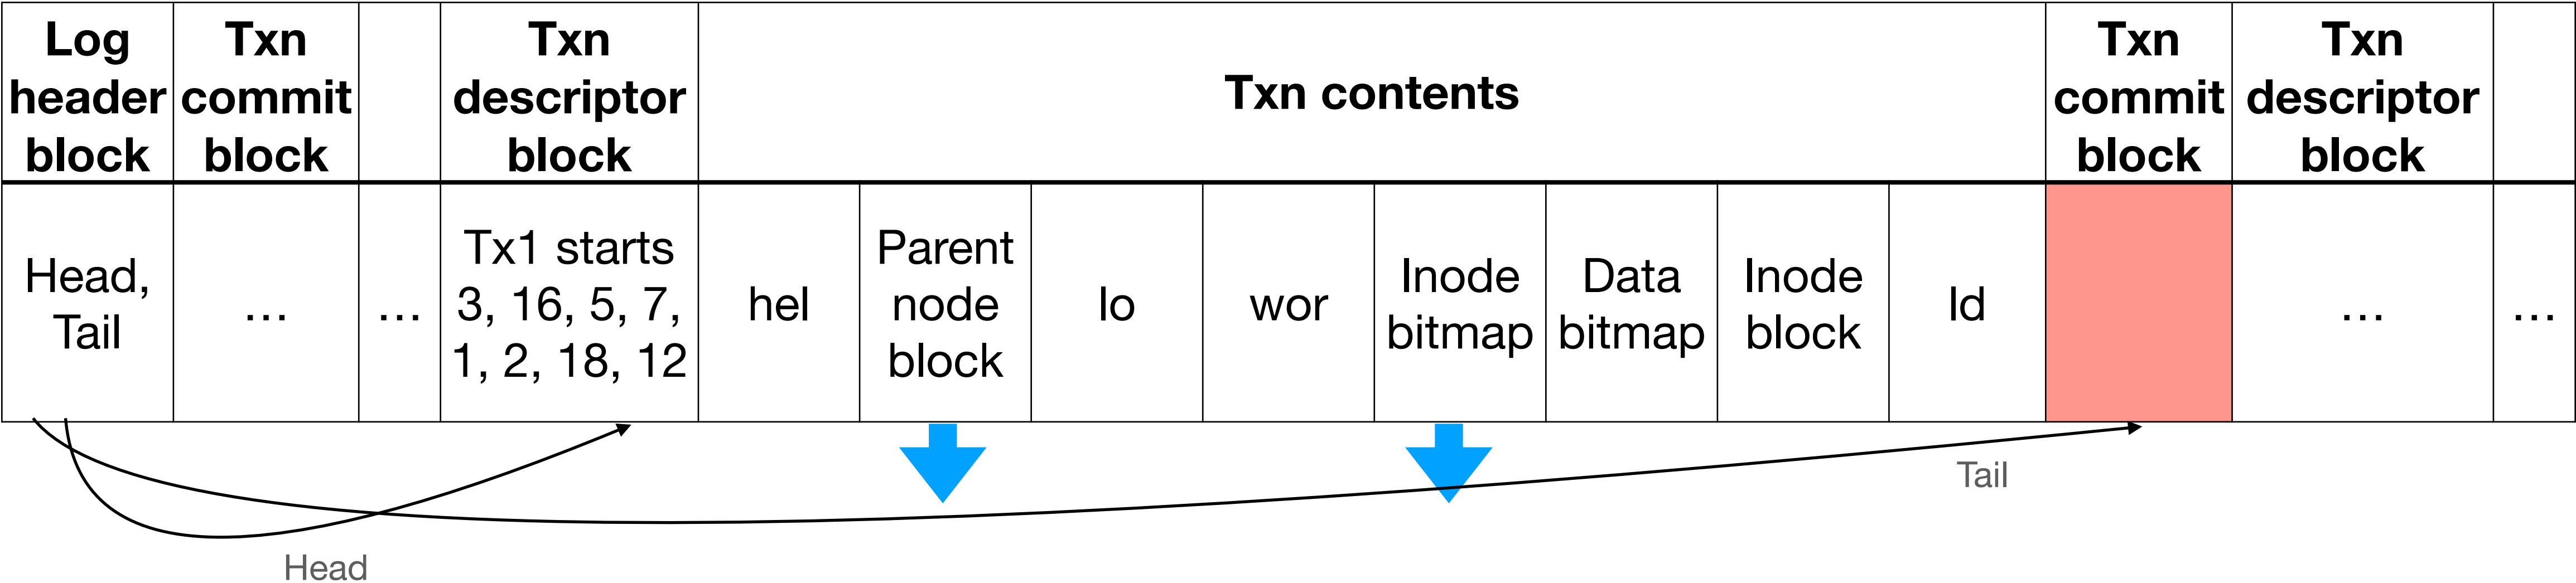 Log
header
block
Txn
commit
block
Txn
descriptor
block
Txn contents
Txn
commit
block
Txn
descriptor
block
Head,
Tail
...
...
Tx1 starts
3, 16, 5, 7,
1, 2, 18, 12
hel
Parent
node
block
lo
wor
Inode
bitmap
Data
bitmap
Inode
block
ld
...
...
Tail
Head